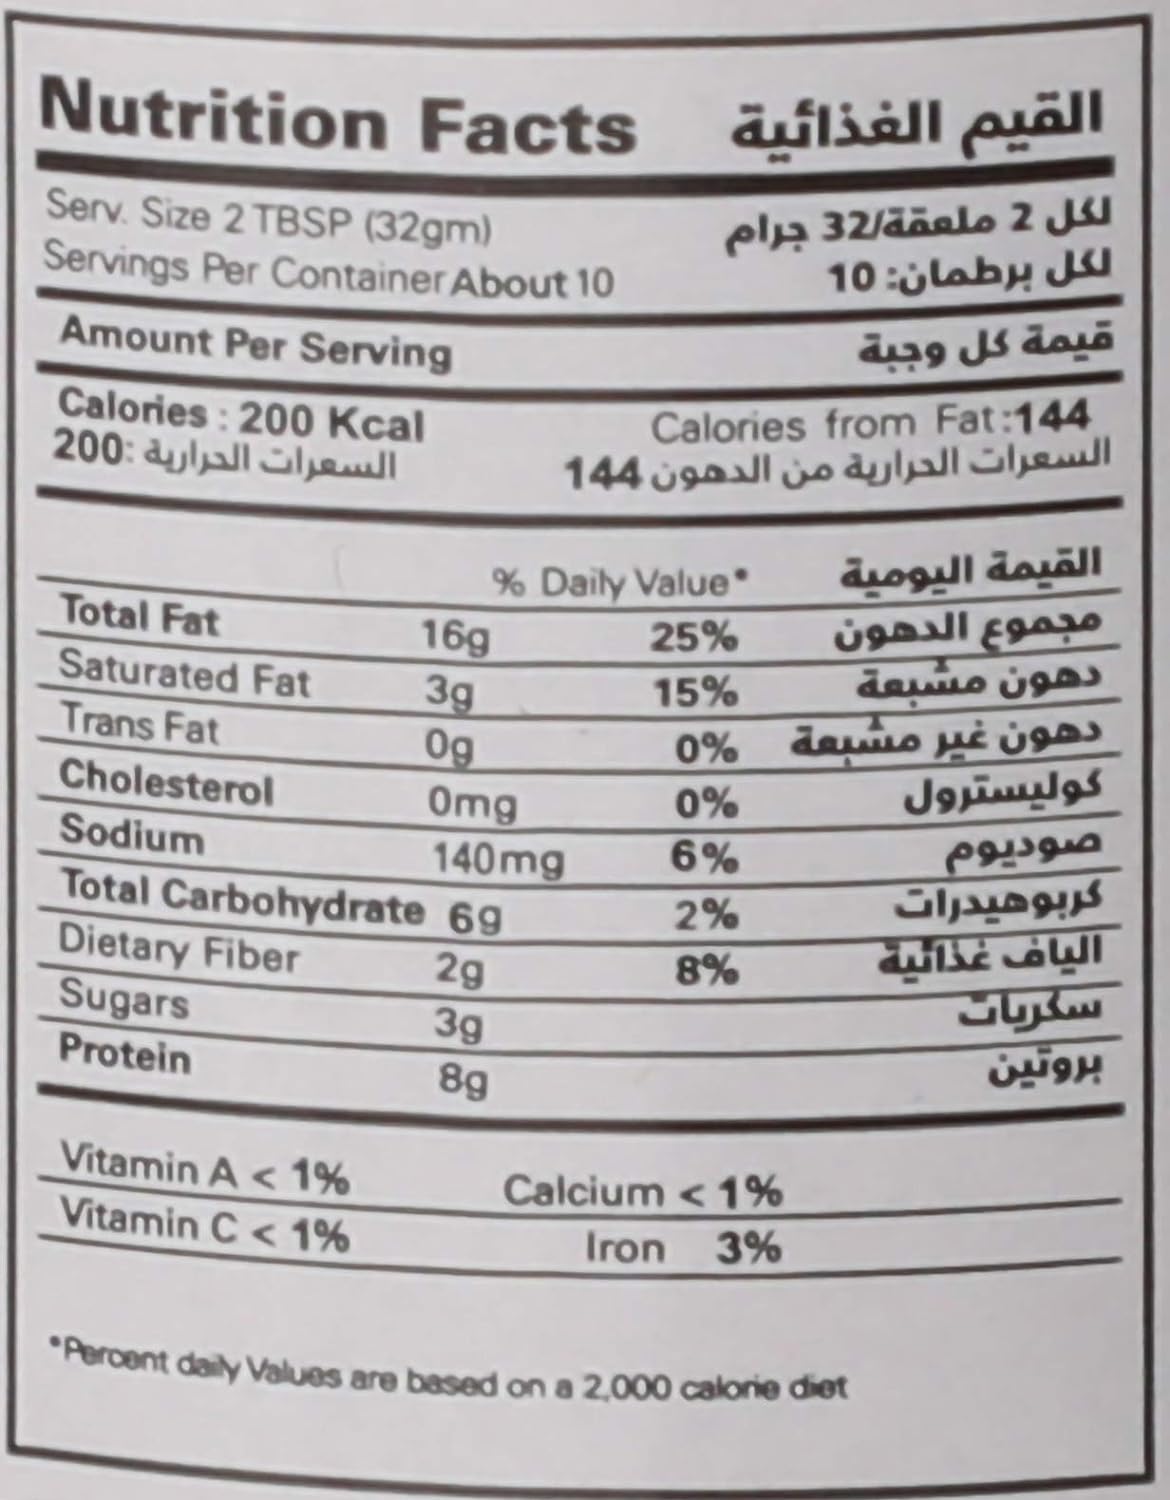 Nutrition Facts القيم الغذائية
Serv. Size 2 TBSP (32gm) لكل 2 ملعقة/32 جرام
Servings Per Container About 10 لكل برطمان: 10
Amount Per Serving قيمة كل وجبة
Calories : 200 Kcal Calories from Fat:144
السعرات الحرارية :200 السعرات الحرارية من الدهون 144
% Daily Value* القيمة اليومية
Total Fat 16g 25% مجموع الدهون
Saturated Fat 3g 15% دهون مشبعة
Trans Fat 0g 0% دهون غير مشبعة
Cholesterol 0mg 0% كوليسترول
Sodium 140mg 6% صوديوم
Total Carbohydrate 6g 2% كربوهيدرات
Dietary Fiber 2g 8% الياف غذائية
Sugars 3g سكريات
Protein 8g بروتين
Vitamin A < 1% Calcium < 1%
Vitamin C < 1% Iron 3%
*Percent daily Values are based on a 2,000 calorie diet